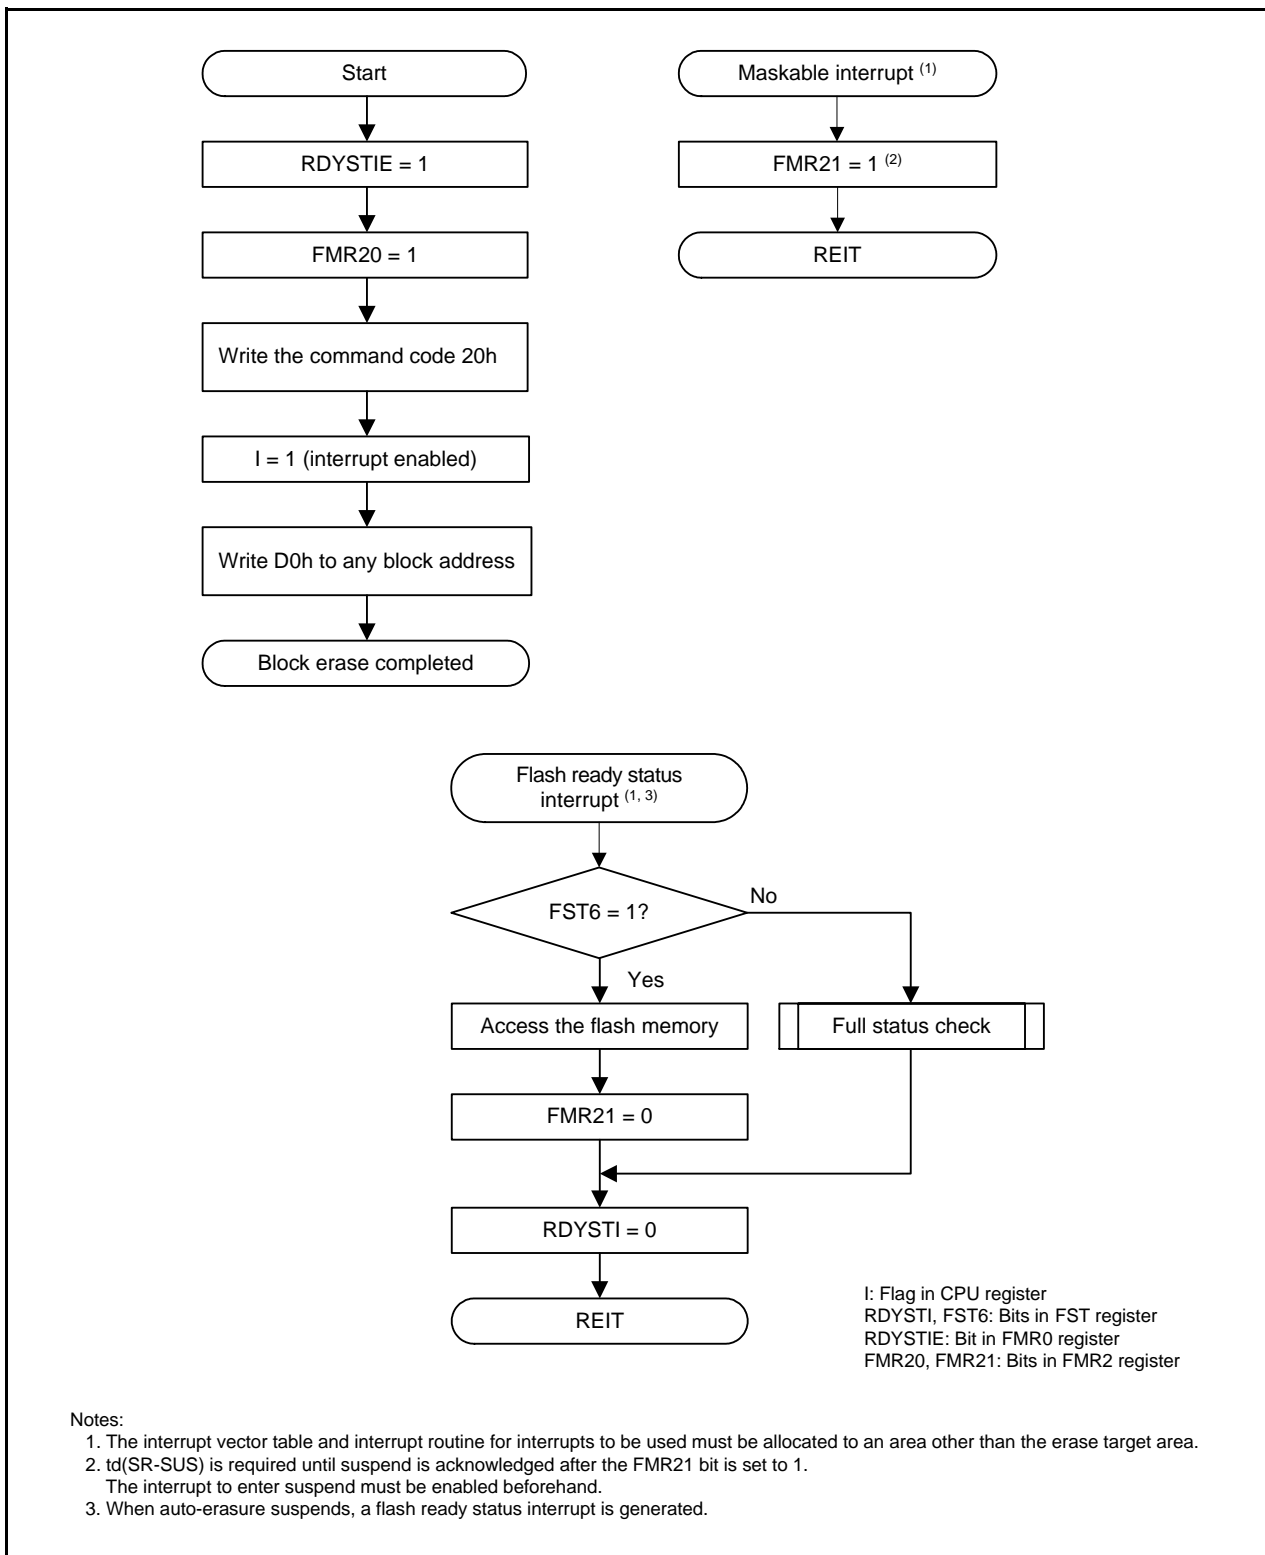 Start
RDYSTIE = 1
FMR20 = 1
Write the command code 20h
I = 1 (interrupt enabled)
Write D0h to any block address
Block erase completed
Maskable interrupt (1)
FMR21 = 1 (2)
REIT
Flash ready status
interrupt (1, 3)
FST6 = 1?
No
Yes
Access the flash memory
Full status check
FMR21 = 0
RDYSTI = 0
REIT
I: Flag in CPU register
RDYSTI, FST6: Bits in FST register
RDYSTIE: Bit in FMR0 register
FMR20, FMR21: Bits in FMR2 register
Notes:
1. The interrupt vector table and interrupt routine for interrupts to be used must be allocated to an area other than the erase target area.
2. td(SR-SUS) is required until suspend is acknowledged after the FMR21 bit is set to 1.
The interrupt to enter suspend must be enabled beforehand.
3. When auto-erasure suspends, a flash ready status interrupt is generated.